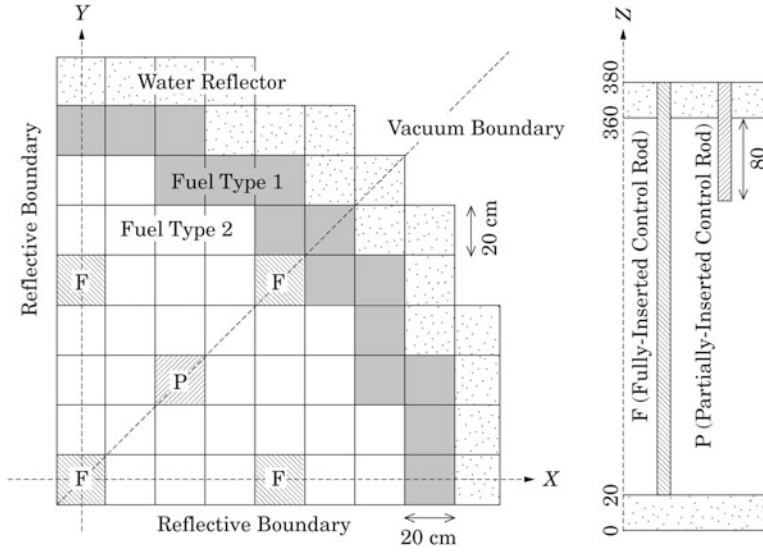 Y
Z
Water Reflector
Vacuum Boundary
Reflective Boundary
Fuel Type 1
Fuel Type 2
20 cm
F
F
P
F
F
X
Reflective Boundary
20 cm
380
360
80
F (Fully-Inserted Control Rod)
P (Partially-Inserted Control Rod)
20
0